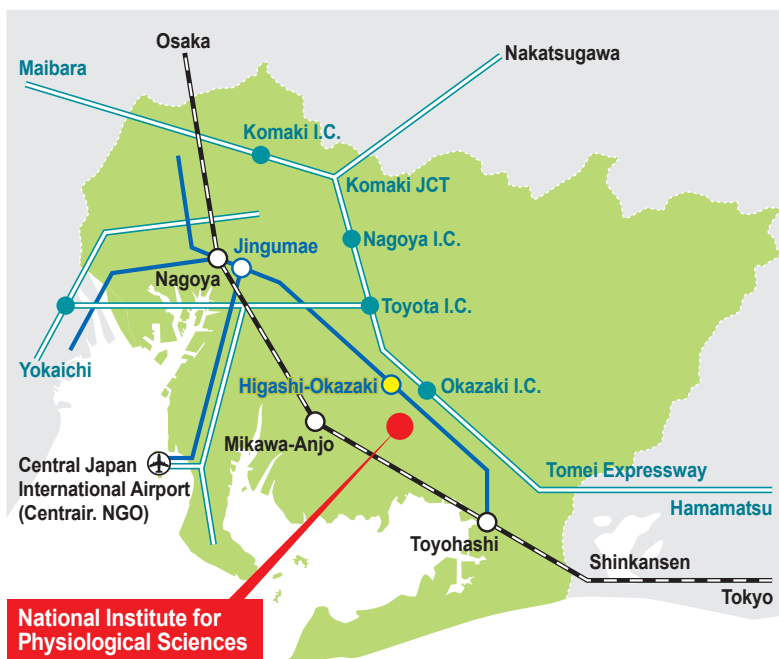 Osaka
Maibara
Nakatsugawa
Komaki I.C.
Komaki JCT
Nagoya I.C.
Jingumae
Nagoya
Toyota I.C.
Yokaichi
Higashi-Okazaki
Okazaki I.C.
Mikawa-Anjo
Central Japan
International Airport
(Centrair. NGO)
Tomei Expressway
Hamamatsu
Toyohashi
Shinkansen
Tokyo
National Institute for
Physiological Sciences